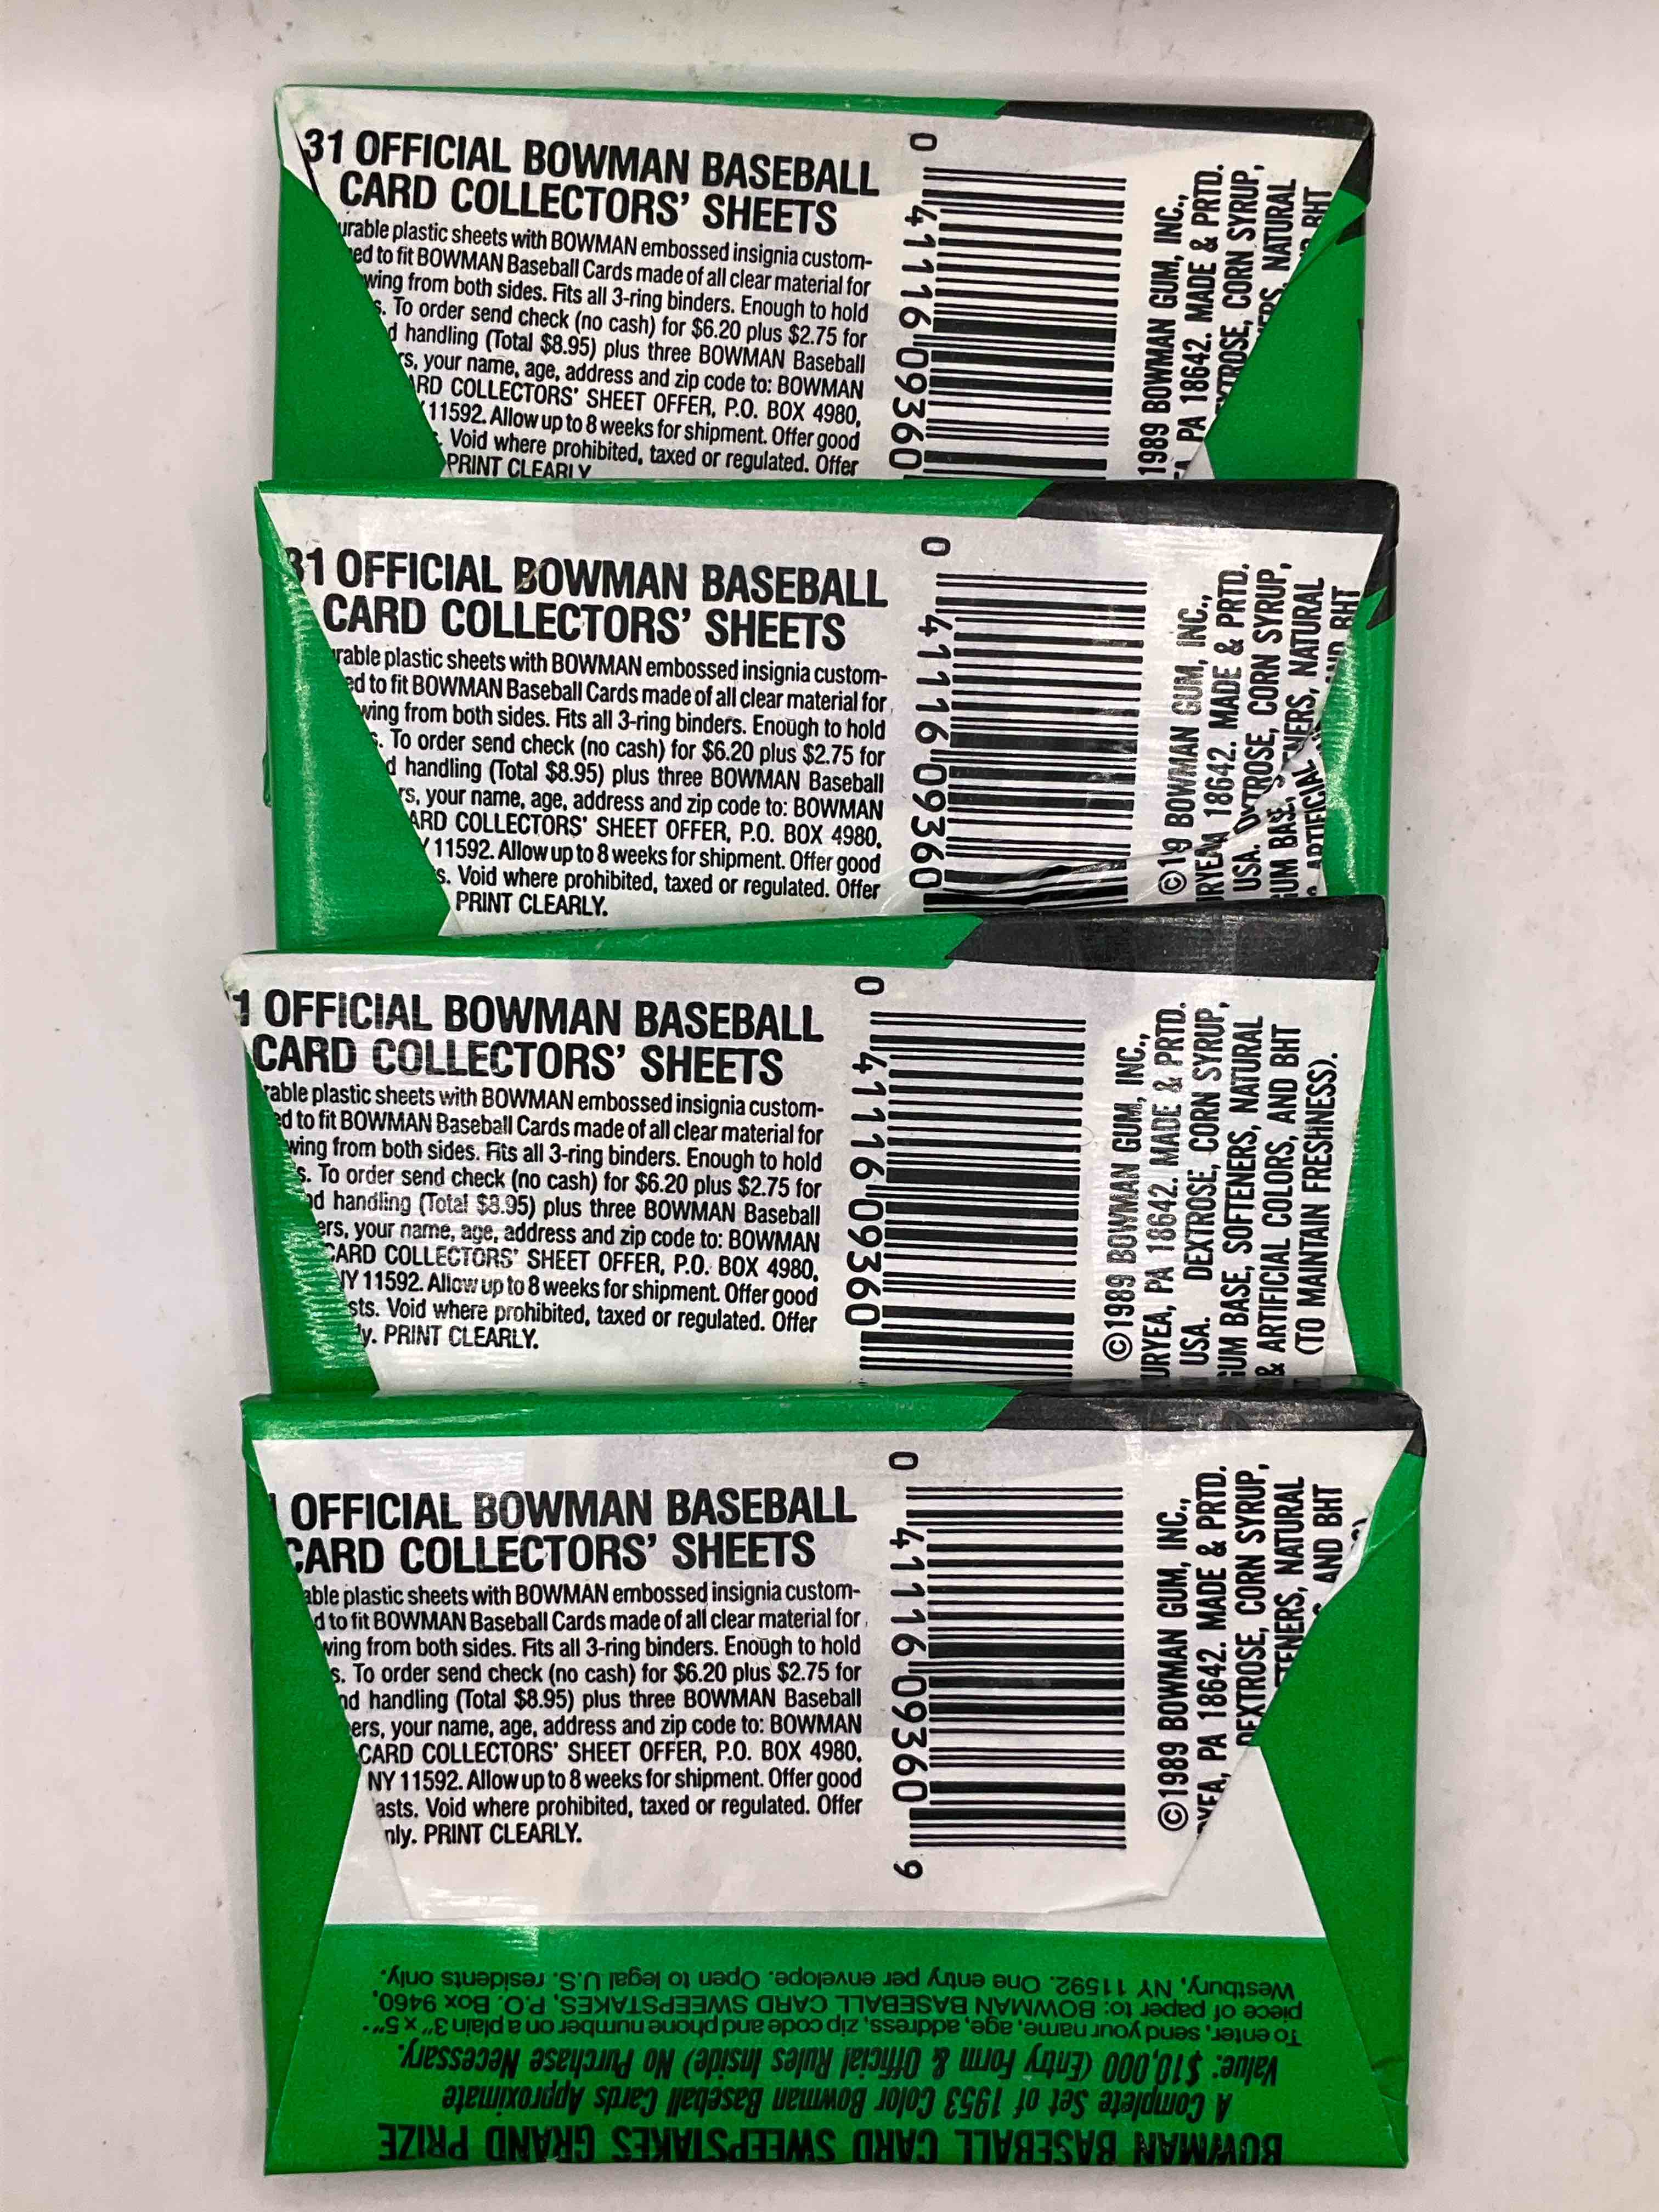 31 OFFICIAL BOWMAN BASEBALL
CARD COLLECTORS' SHEETS
plastic sheets with BOWMAN embossed insignia custom-
to fit BOWMAN Baseball Cards made of all clear material for
from both sides. Fits all 3-ring binders. Enough to hold
To order send check (no cash) for $6.20 plus $2.75 for
handling (Total $8.95) plus three BOWMAN Baseball
your name, age, address and zip code to: BOWMAN
COLLECTORS' SHEET OFFER, P.O. BOX 4980,
11592. Allow up to 8 weeks for shipment. Offer good
Void where prohibited, taxed or regulated. Offer
PRINT CLEARLY
0 41116 09360
1989 BOWMAN GUM, INC.,
PA 18642. MADE & PRTD.
CORN SYRUP,
NATURAL
BHT
31 OFFICIAL BOWMAN BASEBALL
CARD COLLECTORS' SHEETS
plastic sheets with BOWMAN embossed insignia custom-
to fit BOWMAN Baseball Cards made of all clear material for
from both sides. Fits all 3-ring binders. Enough to hold
To order send check (no cash) for $6.20 plus $2.75 for
handling (Total $8.95) plus three BOWMAN Baseball
your name, age, address and zip code to: BOWMAN
COLLECTORS' SHEET OFFER, P.O. BOX 4980,
11592. Allow up to 8 weeks for shipment. Offer good
Void where prohibited, taxed or regulated. Offer
PRINT CLEARLY.
0 41116 09360
©19 BOWMAN GUM, INC.,
18642. MADE & PRTD.
USA. CORN SYRUP,
NATURAL
ARTIFICIAL AND BHT
1 OFFICIAL BOWMAN BASEBALL
CARD COLLECTORS' SHEETS
plastic sheets with BOWMAN embossed insignia custom-
to fit BOWMAN Baseball Cards made of all clear material for
from both sides. Fits all 3-ring binders. Enough to hold
To order send check (no cash) for $6.20 plus $2.75 for
handling (Total $8.95) plus three BOWMAN Baseball
your name, age, address and zip code to: BOWMAN
CARD COLLECTORS' SHEET OFFER, P.O. BOX 4980,
NY 11592. Allow up to 8 weeks for shipment. Offer good
Void where prohibited, taxed or regulated. Offer
PRINT CLEARLY.
0 41116 09360
©1989 BOWMAN GUM, INC.,
URYEA, PA 18642. MADE & PRTD.
USA. DEXTROSE, CORN SYRUP,
GUM BASE, SOFTENERS, NATURAL
& ARTIFICIAL COLORS, AND BHT
(TO MAINTAIN FRESHNESS).
OFFICIAL BOWMAN BASEBALL
CARD COLLECTORS' SHEETS
plastic sheets with BOWMAN embossed insignia custom-
to fit BOWMAN Baseball Cards made of all clear material for
from both sides. Fits all 3-ring binders. Enough to hold
To order send check (no cash) for $6.20 plus $2.75 for
handling (Total $8.95) plus three BOWMAN Baseball
your name, age, address and zip code to: BOWMAN
CARD COLLECTORS' SHEET OFFER, P.O. BOX 4980,
NY 11592. Allow up to 8 weeks for shipment. Offer good
Void where prohibited, taxed or regulated. Offer
PRINT CLEARLY.
0 41116 09360 9
©1989 BOWMAN GUM, INC.,
PA 18642. MADE & PRTD.
DEXTROSE, CORN SYRUP,
NATURAL
AND BHT
BOWMAN BASEBALL CARD SWEEPSTAKES GRAND PRIZE
A Complete Set of 1953 Color Bowman Baseball Cards Approximate
Value: $10,000 (Entry Form & Official Rules Inside) No Purchase Necessary.
To enter, send your name, age, address, zip code and phone number on a plain 3" x 5"
piece of paper to: BOWMAN BASEBALL CARD SWEEPSTAKES, P.O. Box 9460,
Westbury, NY 11592. One entry per envelope. Open to legal U.S. residents only.